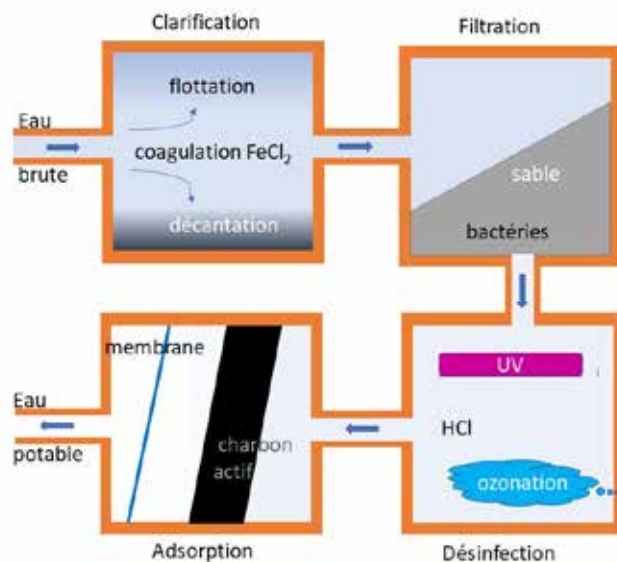 Clarification
Filtration
flottation
Eau
coagulation FeCl₂
brute
sable
décantation
bactéries
membrane
UV
Eau
HCl
potable
charbon
actif
ozonation
Adsorption
Désinfection